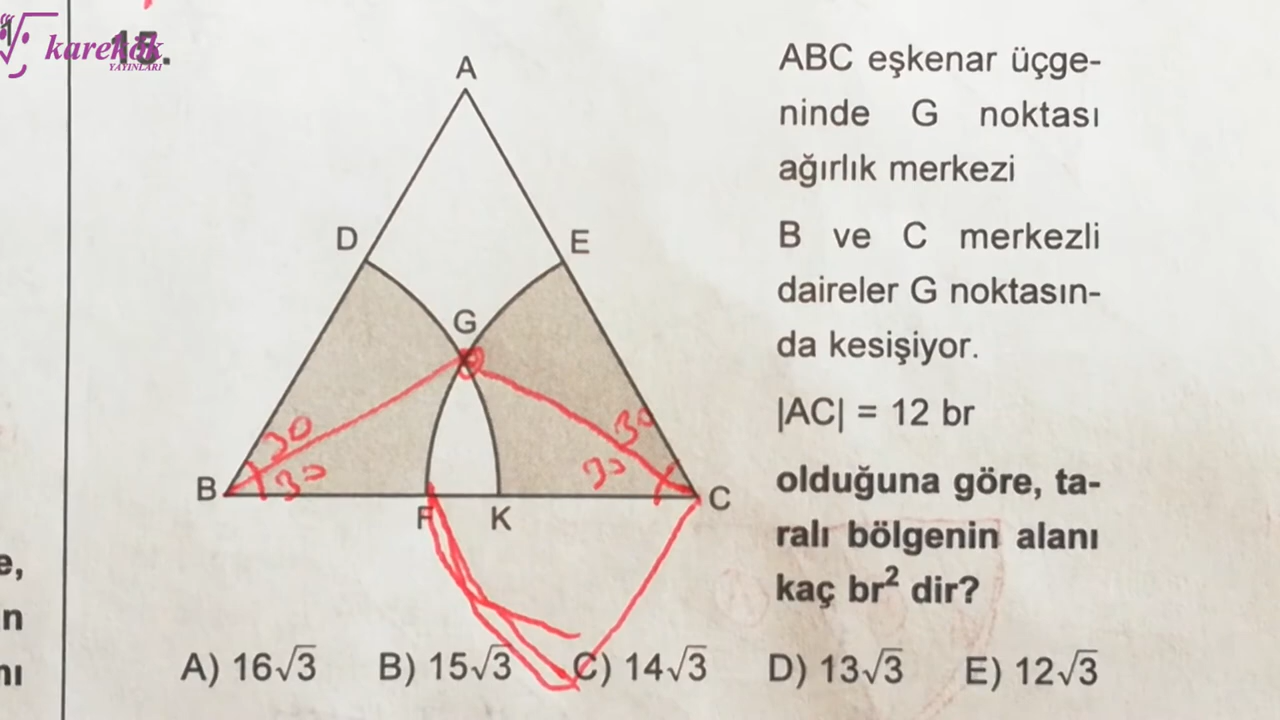 karekök
YAYINLARI
15.
A
D
E
G
B
F
K
C
30
30
30
30
ABC eşkenar üçge-
ninde G noktası
ağırlık merkezi
B ve C merkezli
daireler G noktasın-
da kesişiyor.
|AC| = 12 br
olduğuna göre, ta-
ralı bölgenin alanı
kaç br² dir?
A) 16√3 B) 15√3 C) 14√3 D) 13√3 E) 12√3
e,
n